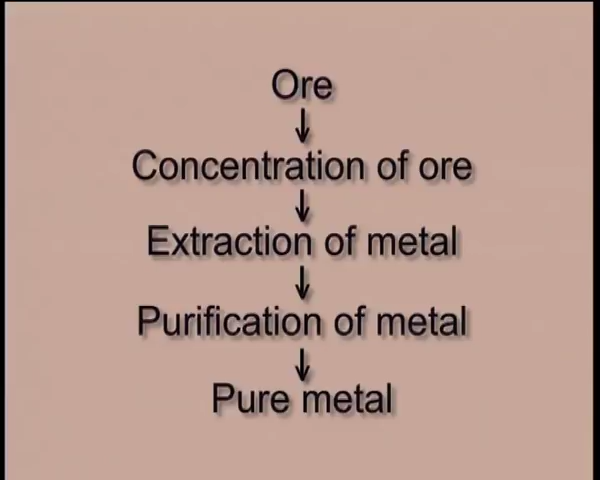 Ore
↓
Concentration of ore
↓
Extraction of metal
↓
Purification of metal
↓
Pure metal